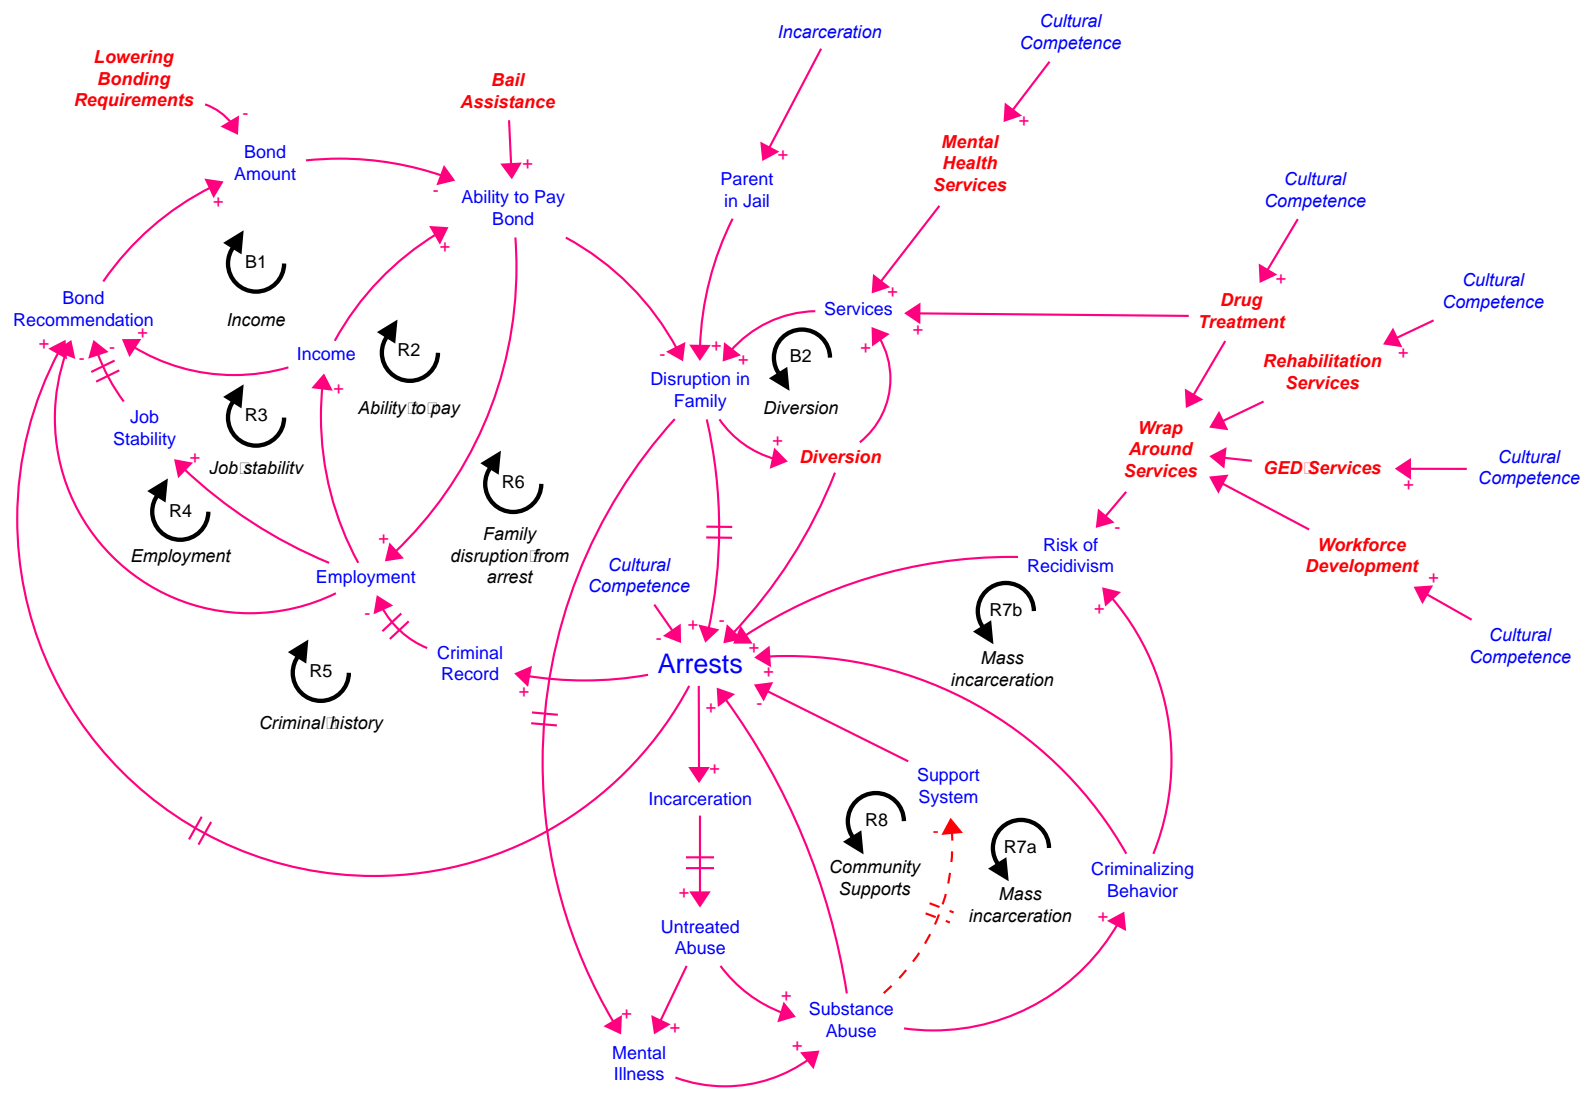 Incarceration
Cultural
Competence
Lowering
Bonding
Requirements
Bail
Assistance
Bond
Amount
Mental
Health
Services
Parent
in Jail
Ability to Pay
Bond
Cultural
Competence
B1
Income
Bond
Recommendation
Services
Drug
Treatment
Cultural
Competence
Income
R2
Ability to pay
B2
Diversion
Disruption in
Family
Rehabilitation
Services
Job
Stability
R3
Job stability
Diversion
Wrap
Around
Services
GED Services
Cultural
Competence
R4
Employment
R6
Family
disruption from
arrest
Employment
Cultural
Competence
Risk of
Recidivism
Workforce
Development
R7b
Mass
incarceration
Cultural
Competence
Criminal
Record
Arrests
R5
Criminal history
Incarceration
Support
System
R8
Community
Supports
R7a
Mass
incarceration
Criminalizing
Behavior
Untreated
Abuse
Substance
Abuse
Mental
Illness